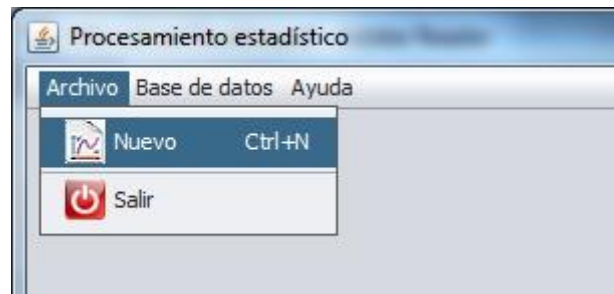 Procesamiento estadístico
Archivo Base de datos Ayuda
Nuevo Ctrl+N
Salir